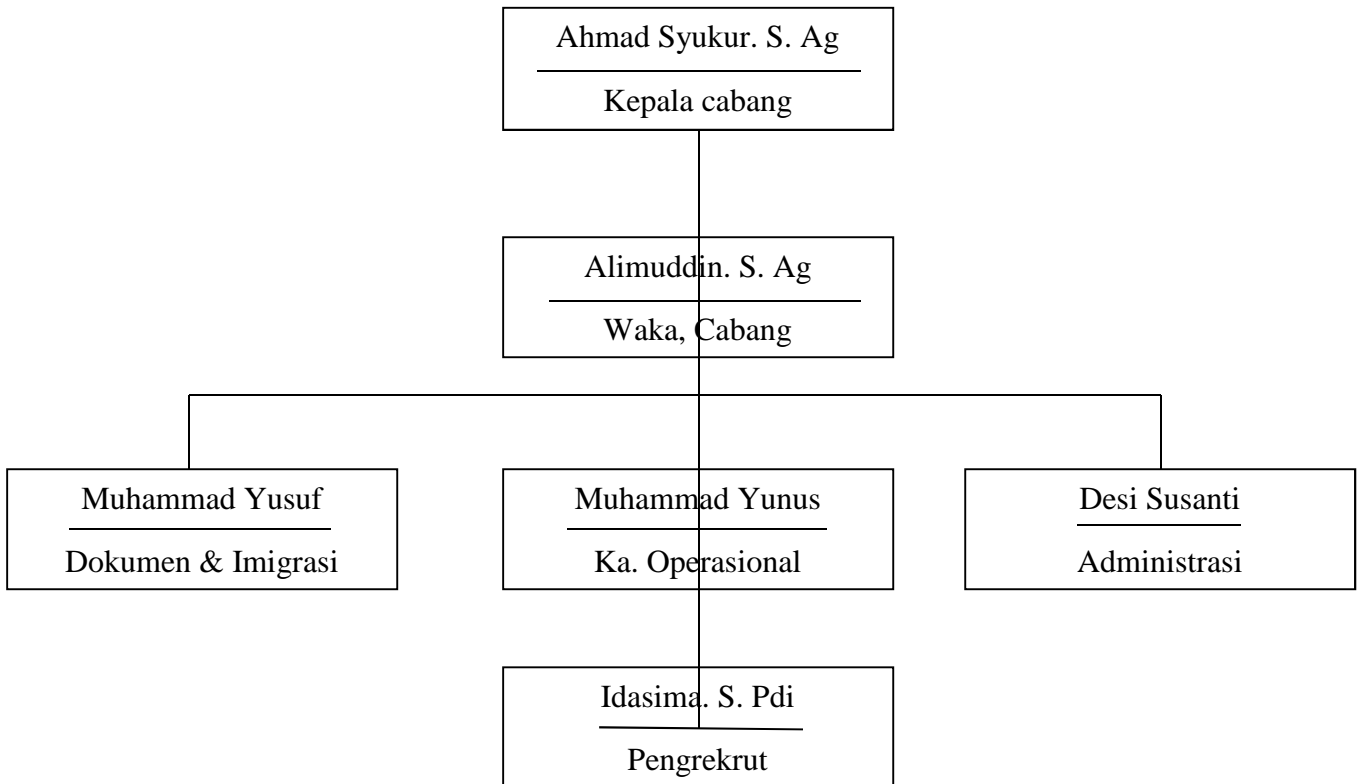 Ahmad Syukur. S. Ag
Kepala cabang
Alimuddin. S. Ag
Waka, Cabang
Muhammad Yusuf
Dokumen & Imigrasi
Muhammad Yunus
Ka. Operasional
Desi Susanti
Administrasi
Idasima. S. Pdi
Pengrekrut